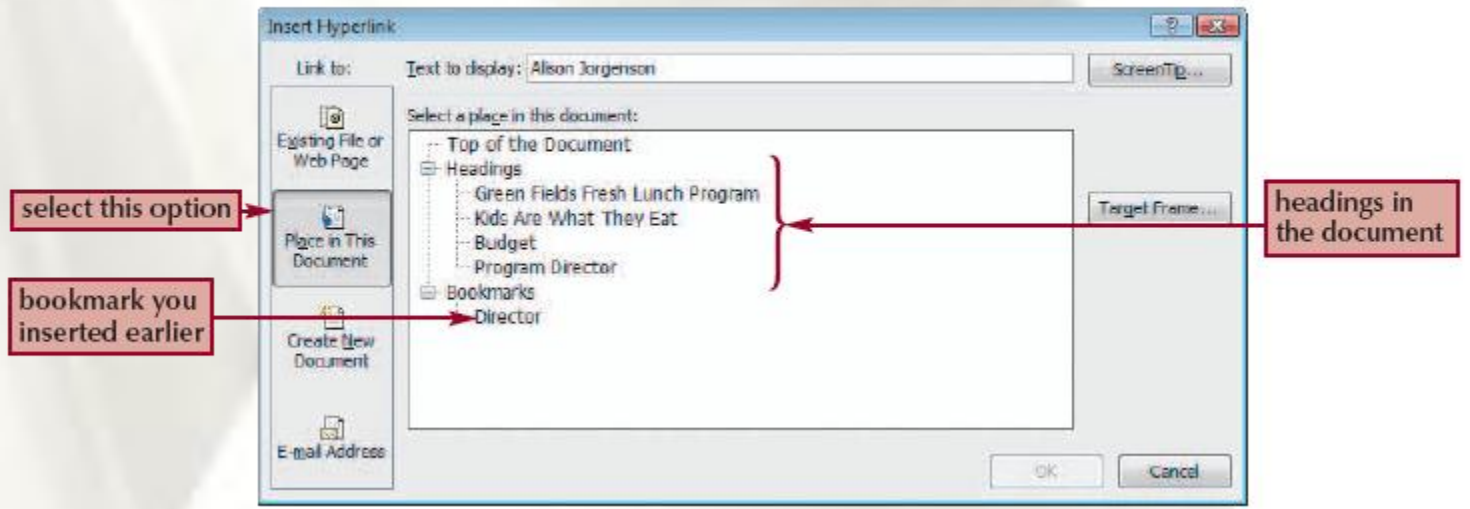 Insert Hyperlink
Link to:
Text to display: Alison Jorgenson
ScreenTip...
Existing File or
Web Page
Select a place in this document:
Top of the Document
Headings
Green Fields Fresh Lunch Program
Kids Are What They Eat
Budget
Program Director
Bookmarks
Director
select this option
Place in This
Document
Target Frame...
headings in
the document
bookmark you
inserted earlier
Create New
Document
E-mail Address
OK
Cancel